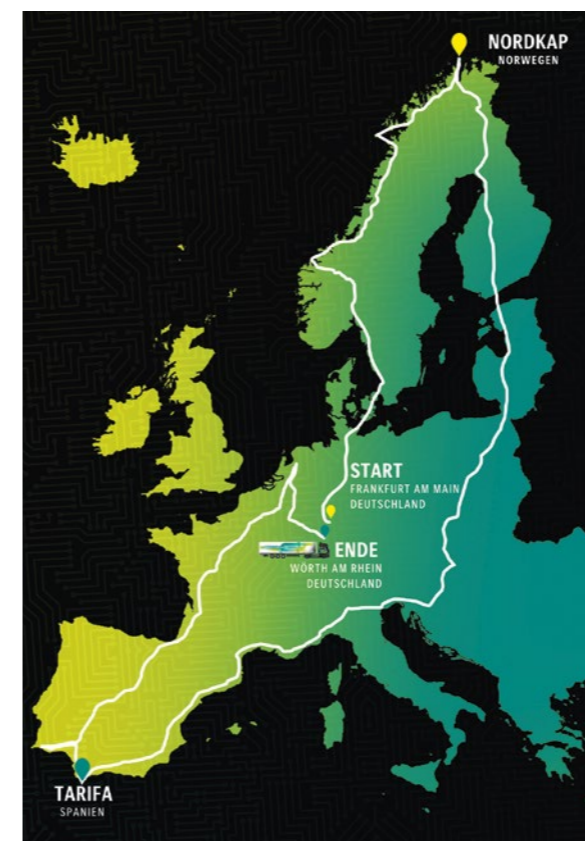 NORDKAP
NORWEGEN
START
FRANKFURT AM MAIN
DEUTSCHLAND
ENDE
WÖRTH AM RHEIN
DEUTSCHLAND
TARIFA
SPANIEN